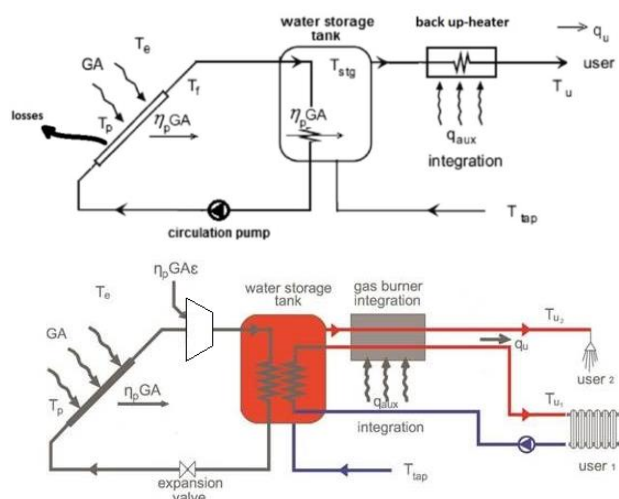 water storage
tank
back up-heater
q_u
T_e
GA
T_stg
user
T_f
T_u
losses
T_p
η_pGA
η_pGA
q_aux
integration
T_tap
circulation pump
η_pGAε
water storage
tank
gas burner
integration
T_e
T_u2
GA
q_u
user 2
T_p
η_pGA
q_aux
T_u1
integration
T_tap
expansion
valve
user 1